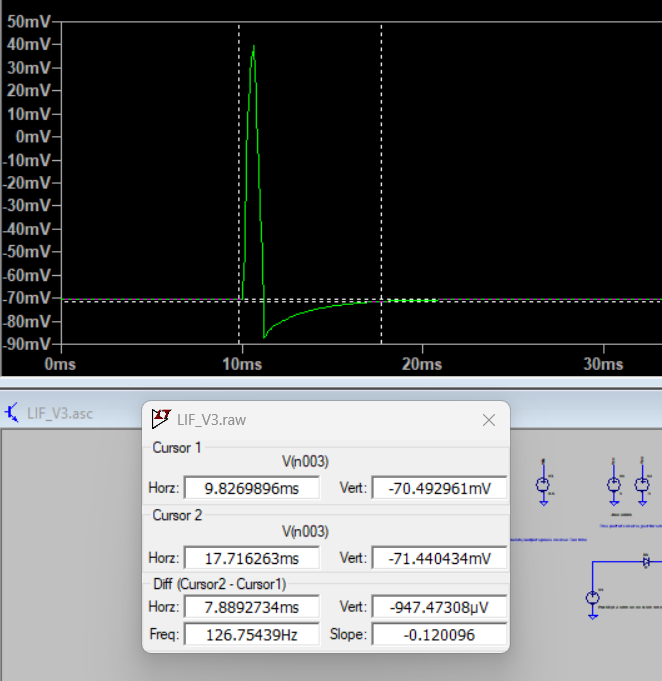 50mV
40mV
30mV
20mV
10mV
0mV
-10mV
-20mV
-30mV
-40mV
-50mV
-60mV
-70mV
-80mV
-90mV
0ms 10ms 20ms 30ms
LIF_V3.asc
LIF_V3.raw
Cursor 1
V(n003)
Horz: 9.8269896ms Vert: -70.492961mV
Cursor 2
V(n003)
Horz: 17.716263ms Vert: -71.440434mV
Diff (Cursor2 - Cursor1)
Horz: 7.8892734ms Vert: -947.47308µV
Freq: 126.75439Hz Slope: -0.120096